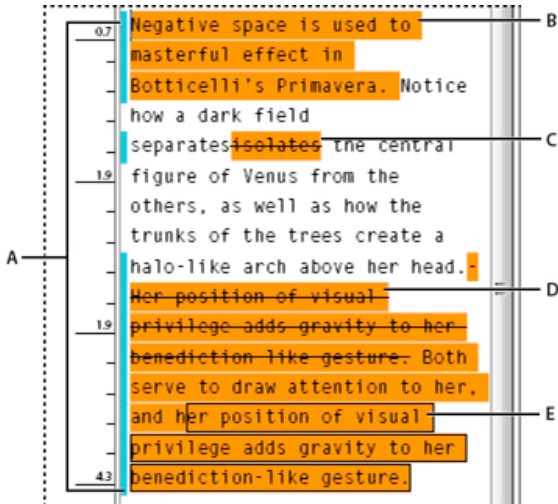 Negative space is used to
masterful effect in
Botticelli's Primavera. Notice
how a dark field
separatesisolates the central
figure of Venus from the
others, as well as how the
trunks of the trees create a
halo-like arch above her head.-
Her position of visual
privilege adds gravity to her
benediction like gesture. Both
serve to draw attention to her,
and her position of visual
privilege adds gravity to her
benediction-like gesture.
0.7
1.9
1.9
4.3
A
B
C
D
E